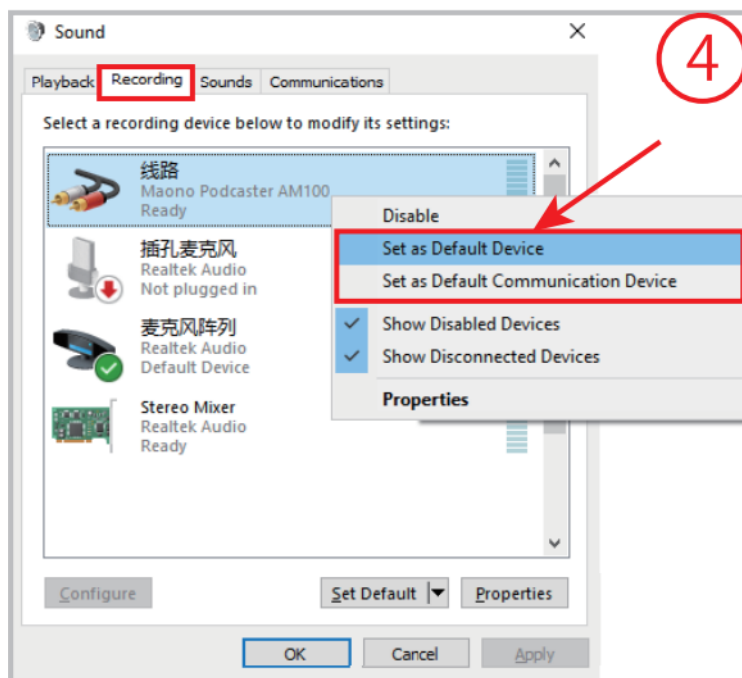 Sound
4
Playback Recording Sounds Communications
Select a recording device below to modify its settings:
线路
Maono Podcaster AM100
Ready
Disable
插孔麦克风
Set as Default Device
Realtek Audio
Set as Default Communication Device
Not plugged in
麦克风阵列
Show Disabled Devices
Realtek Audio
Show Disconnected Devices
Default Device
Stereo Mixer
Properties
Realtek Audio
Ready
Configure Set Default Properties
OK Cancel Apply